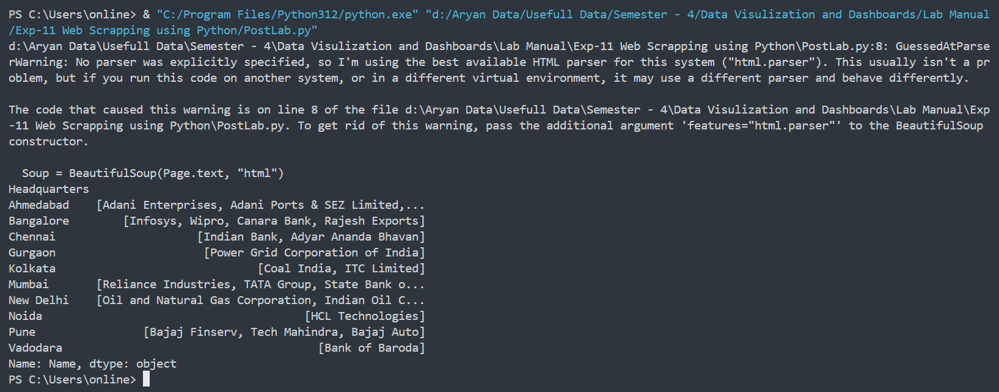 PS C:\Users\online> & "C:/Program Files/Python312/python.exe" "d:/Aryan Data/Usefull Data/Semester - 4/Data Visulization and Dashboards/Lab Manual
/Exp-11 Web Scrapping using Python/PostLab.py"
d:\Aryan Data\Usefull Data\Semester - 4\Data Visulization and Dashboards\Lab Manual\Exp-11 Web Scrapping using Python\PostLab.py:8: GuessedAtParse
rWarning: No parser was explicitly specified, so I'm using the best available HTML parser for this system ("html.parser"). This usually isn't a pr
oblem, but if you run this code on another system, or in a different virtual environment, it may use a different parser and behave differently.

The code that caused this warning is on line 8 of the file d:\Aryan Data\Usefull Data\Semester - 4\Data Visulization and Dashboards\Lab Manual\Exp
-11 Web Scrapping using Python\PostLab.py. To get rid of this warning, pass the additional argument 'features="html.parser"' to the BeautifulSoup
constructor.

  Soup = BeautifulSoup(Page.text, "html")
Headquarters
Ahmedabad    [Adani Enterprises, Adani Ports & SEZ Limited,...
Bangalore        [Infosys, Wipro, Canara Bank, Rajesh Exports]
Chennai                     [Indian Bank, Adyar Ananda Bhavan]
Gurgaon                      [Power Grid Corporation of India]
Kolkata                              [Coal India, ITC Limited]
Mumbai       [Reliance Industries, TATA Group, State Bank o...
New Delhi    [Oil and Natural Gas Corporation, Indian Oil C...
Noida                                       [HCL Technologies]
Pune                [Bajaj Finserv, Tech Mahindra, Bajaj Auto]
Vadodara                                      [Bank of Baroda]
Name: Name, dtype: object
PS C:\Users\online>